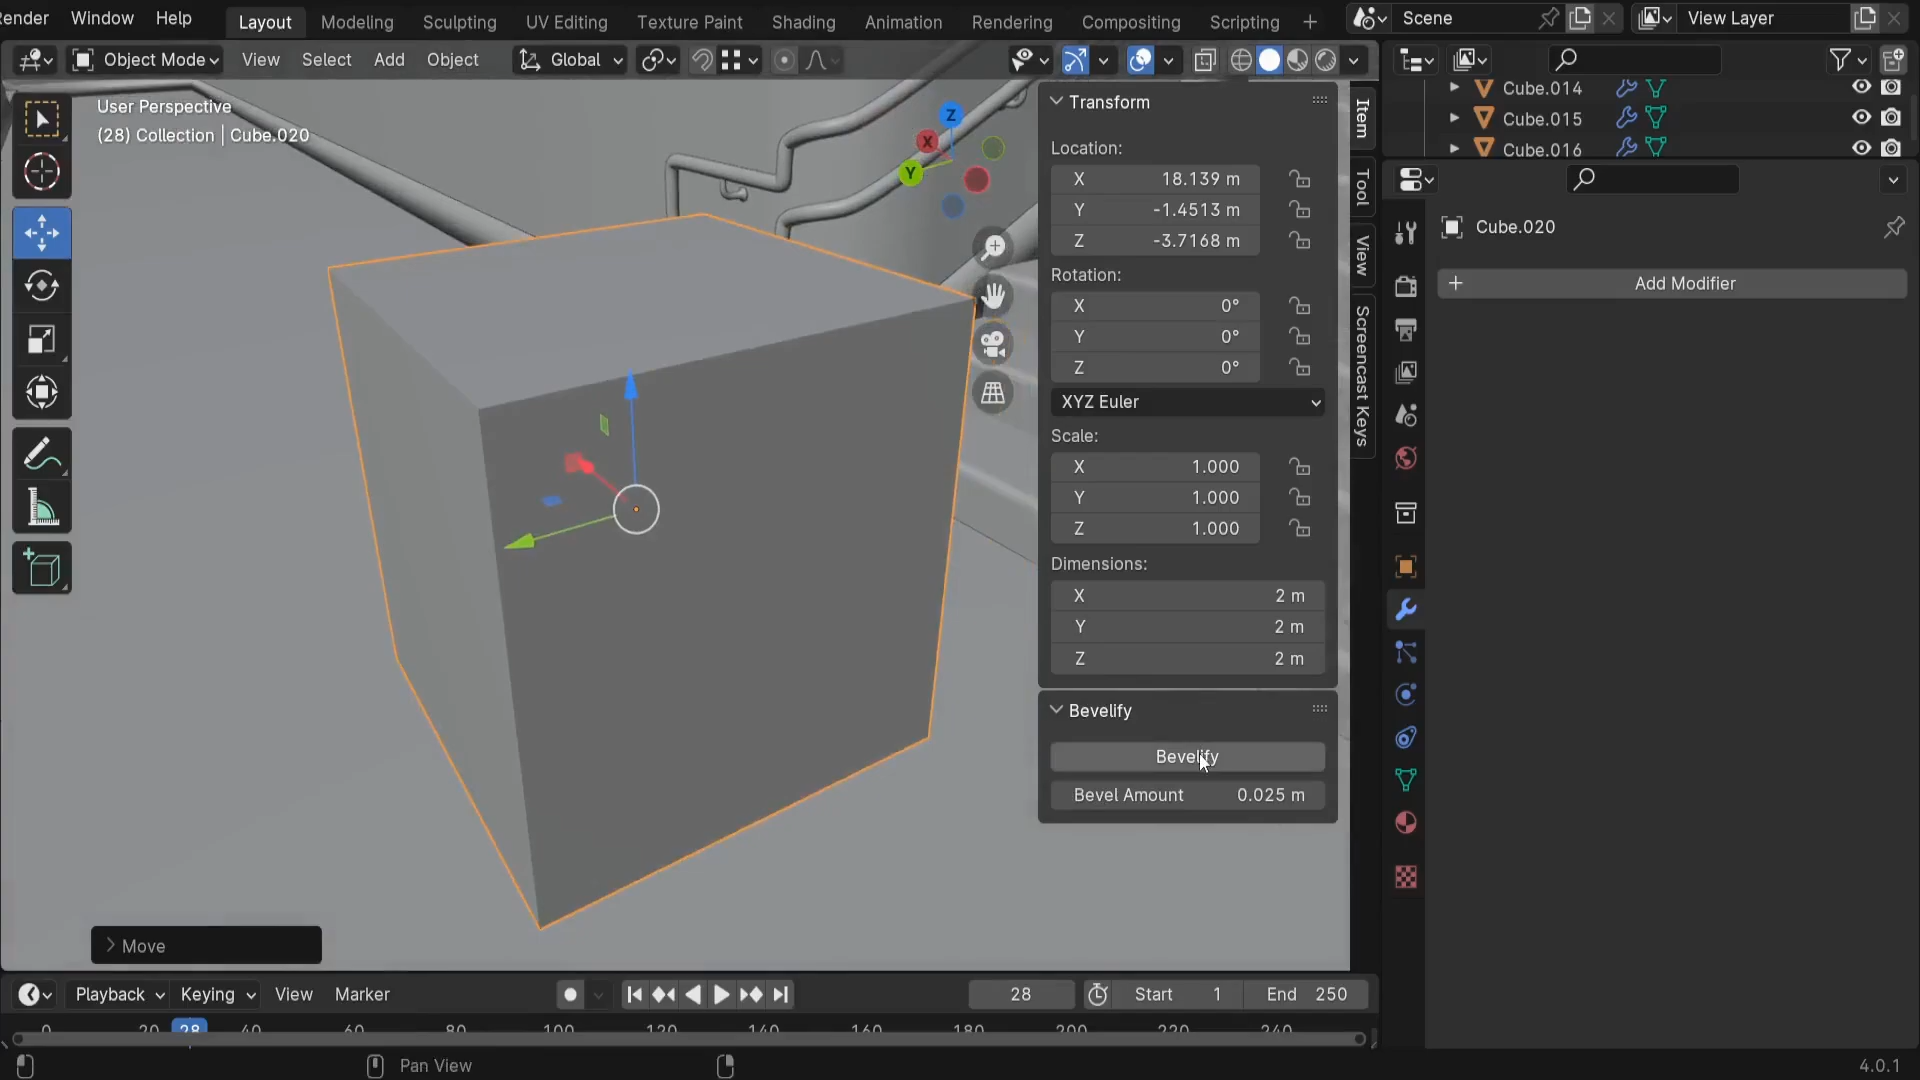 Render Window Help Layout Modeling Sculpting UV Editing Texture Paint Shading Animation Rendering Compositing Scripting + Scene View Layer
Object Mode View Select Add Object Global
User Perspective
(28) Collection | Cube.020
Z
X
Y
Transform
Location:
X 18.139 m
Y -1.4513 m
Z -3.7168 m
Rotation:
X 0°
Y 0°
Z 0°
XYZ Euler
Scale:
X 1.000
Y 1.000
Z 1.000
Dimensions:
X 2 m
Y 2 m
Z 2 m
Bevelify
Bevelify
Bevel Amount 0.025 m
Item
Tool
View
Screencast Keys
Cube.014
Cube.015
Cube.016
Cube.020
+ Add Modifier
Move
Playback Keying View Marker 28 Start 1 End 250
0 20 28 40 60 80 100 120 140 160 180 200 220 240
Pan View 4.0.1